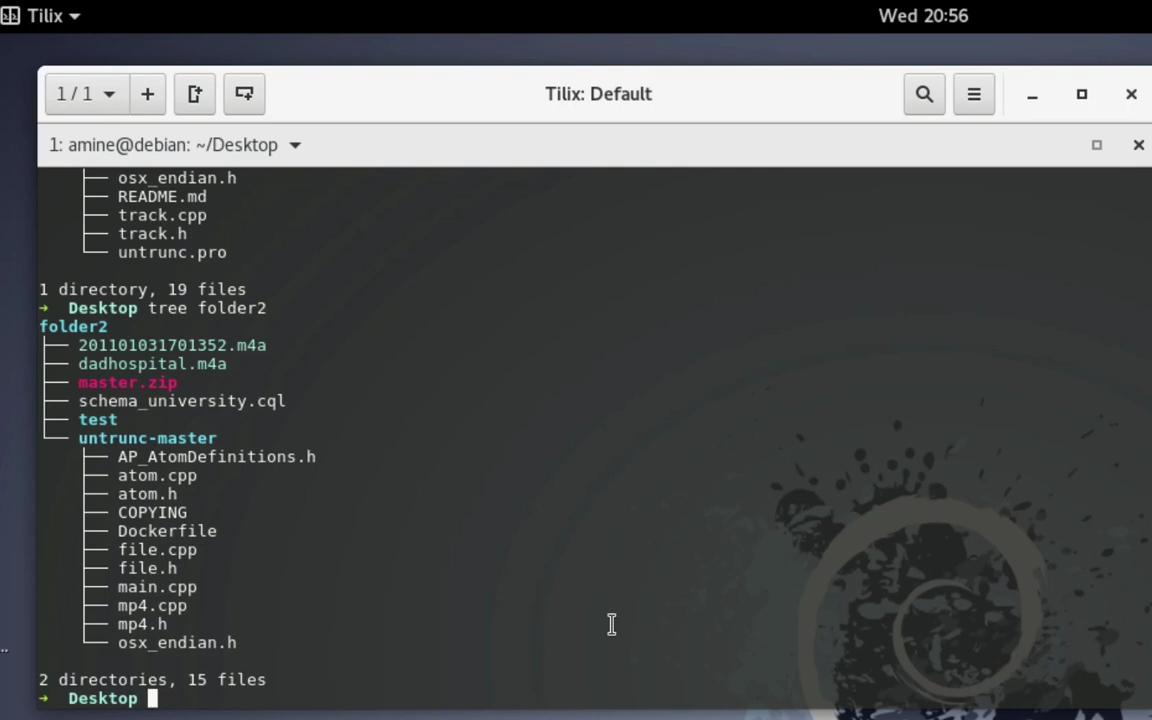 Tilix
Wed 20:56
1 / 1
Tilix: Default
1: amine@debian: ~/Desktop
├── osx_endian.h
├── README.md
├── track.cpp
├── track.h
└── untrunc.pro
1 directory, 19 files
➜ Desktop tree folder2
folder2
├── 201101031701352.m4a
├── dadhospital.m4a
├── master.zip
├── schema_university.cql
├── test
└── untrunc-master
├── AP_AtomDefinitions.h
├── atom.cpp
├── atom.h
├── COPYING
├── Dockerfile
├── file.cpp
├── file.h
├── main.cpp
├── mp4.cpp
├── mp4.h
└── osx_endian.h
2 directories, 15 files
➜ Desktop